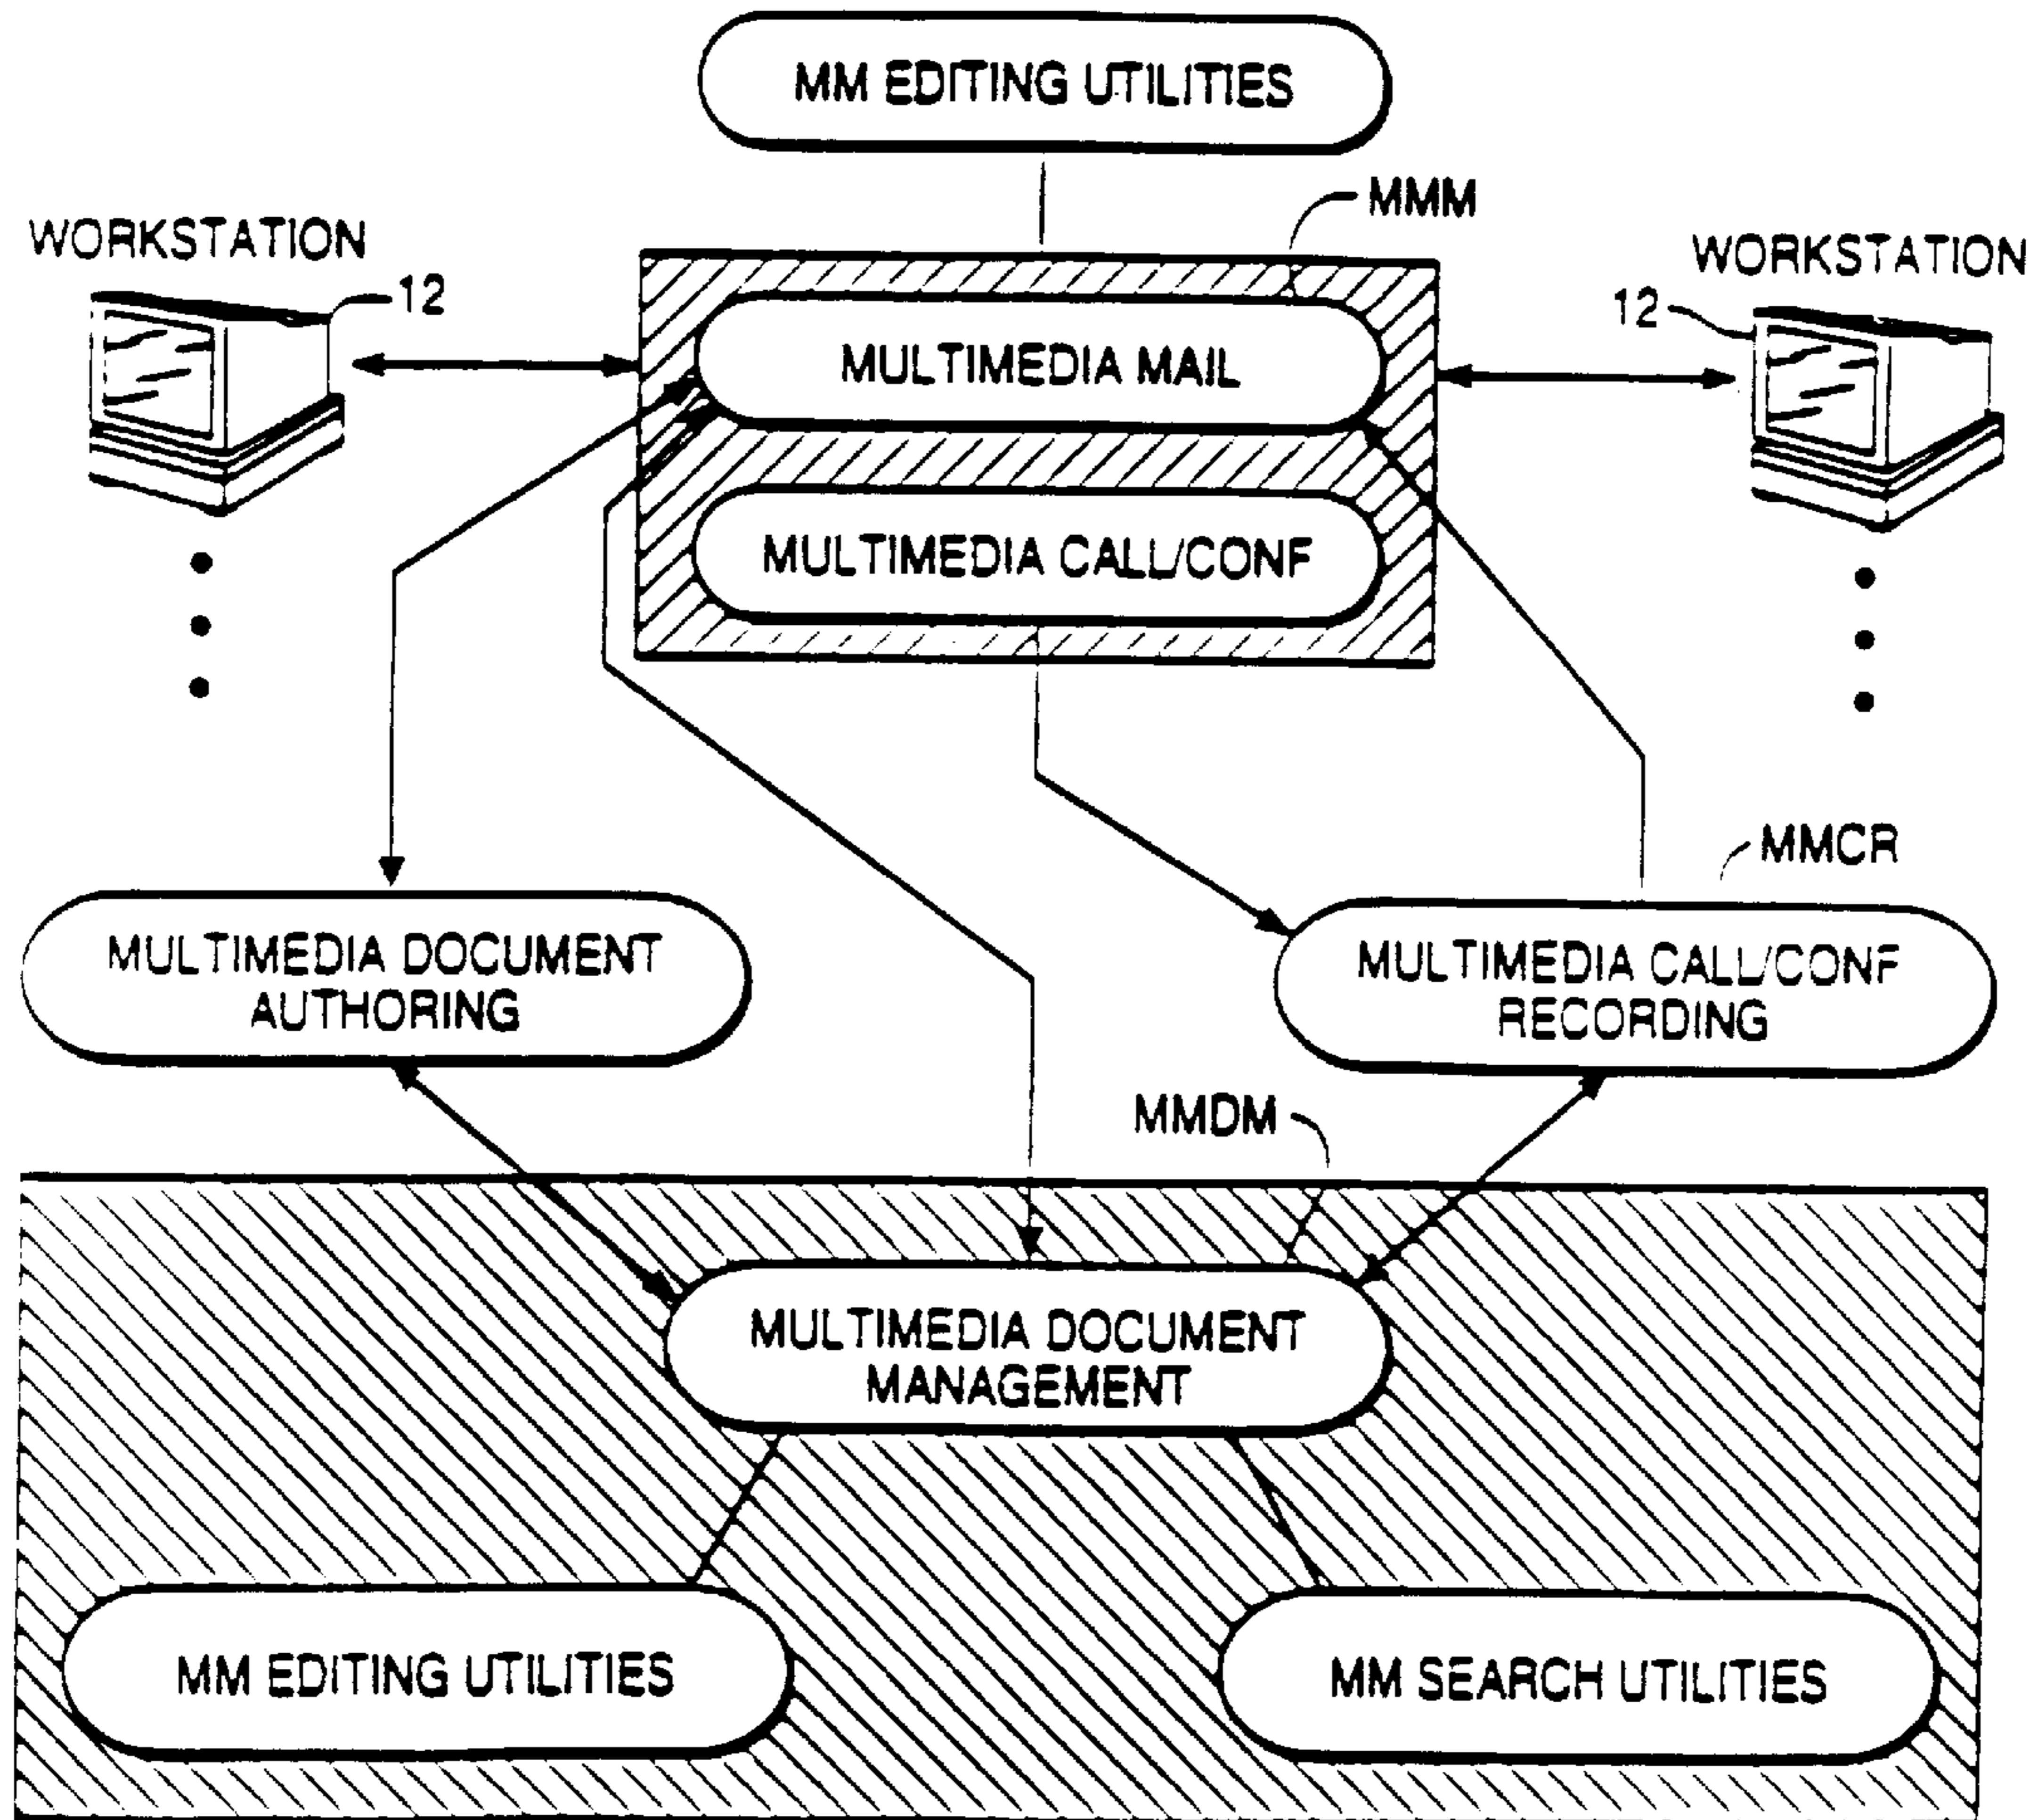 MM EDITING UTILITIES
MMM
WORKSTATION
WORKSTATION
12
12
MULTIMEDIA MAIL
MULTIMEDIA CALL/CONF
MMCR
MULTIMEDIA DOCUMENT
AUTHORING
MULTIMEDIA CALL/CONF
RECORDING
MMDM
MULTIMEDIA DOCUMENT
MANAGEMENT
MM EDITING UTILITIES
MM SEARCH UTILITIES